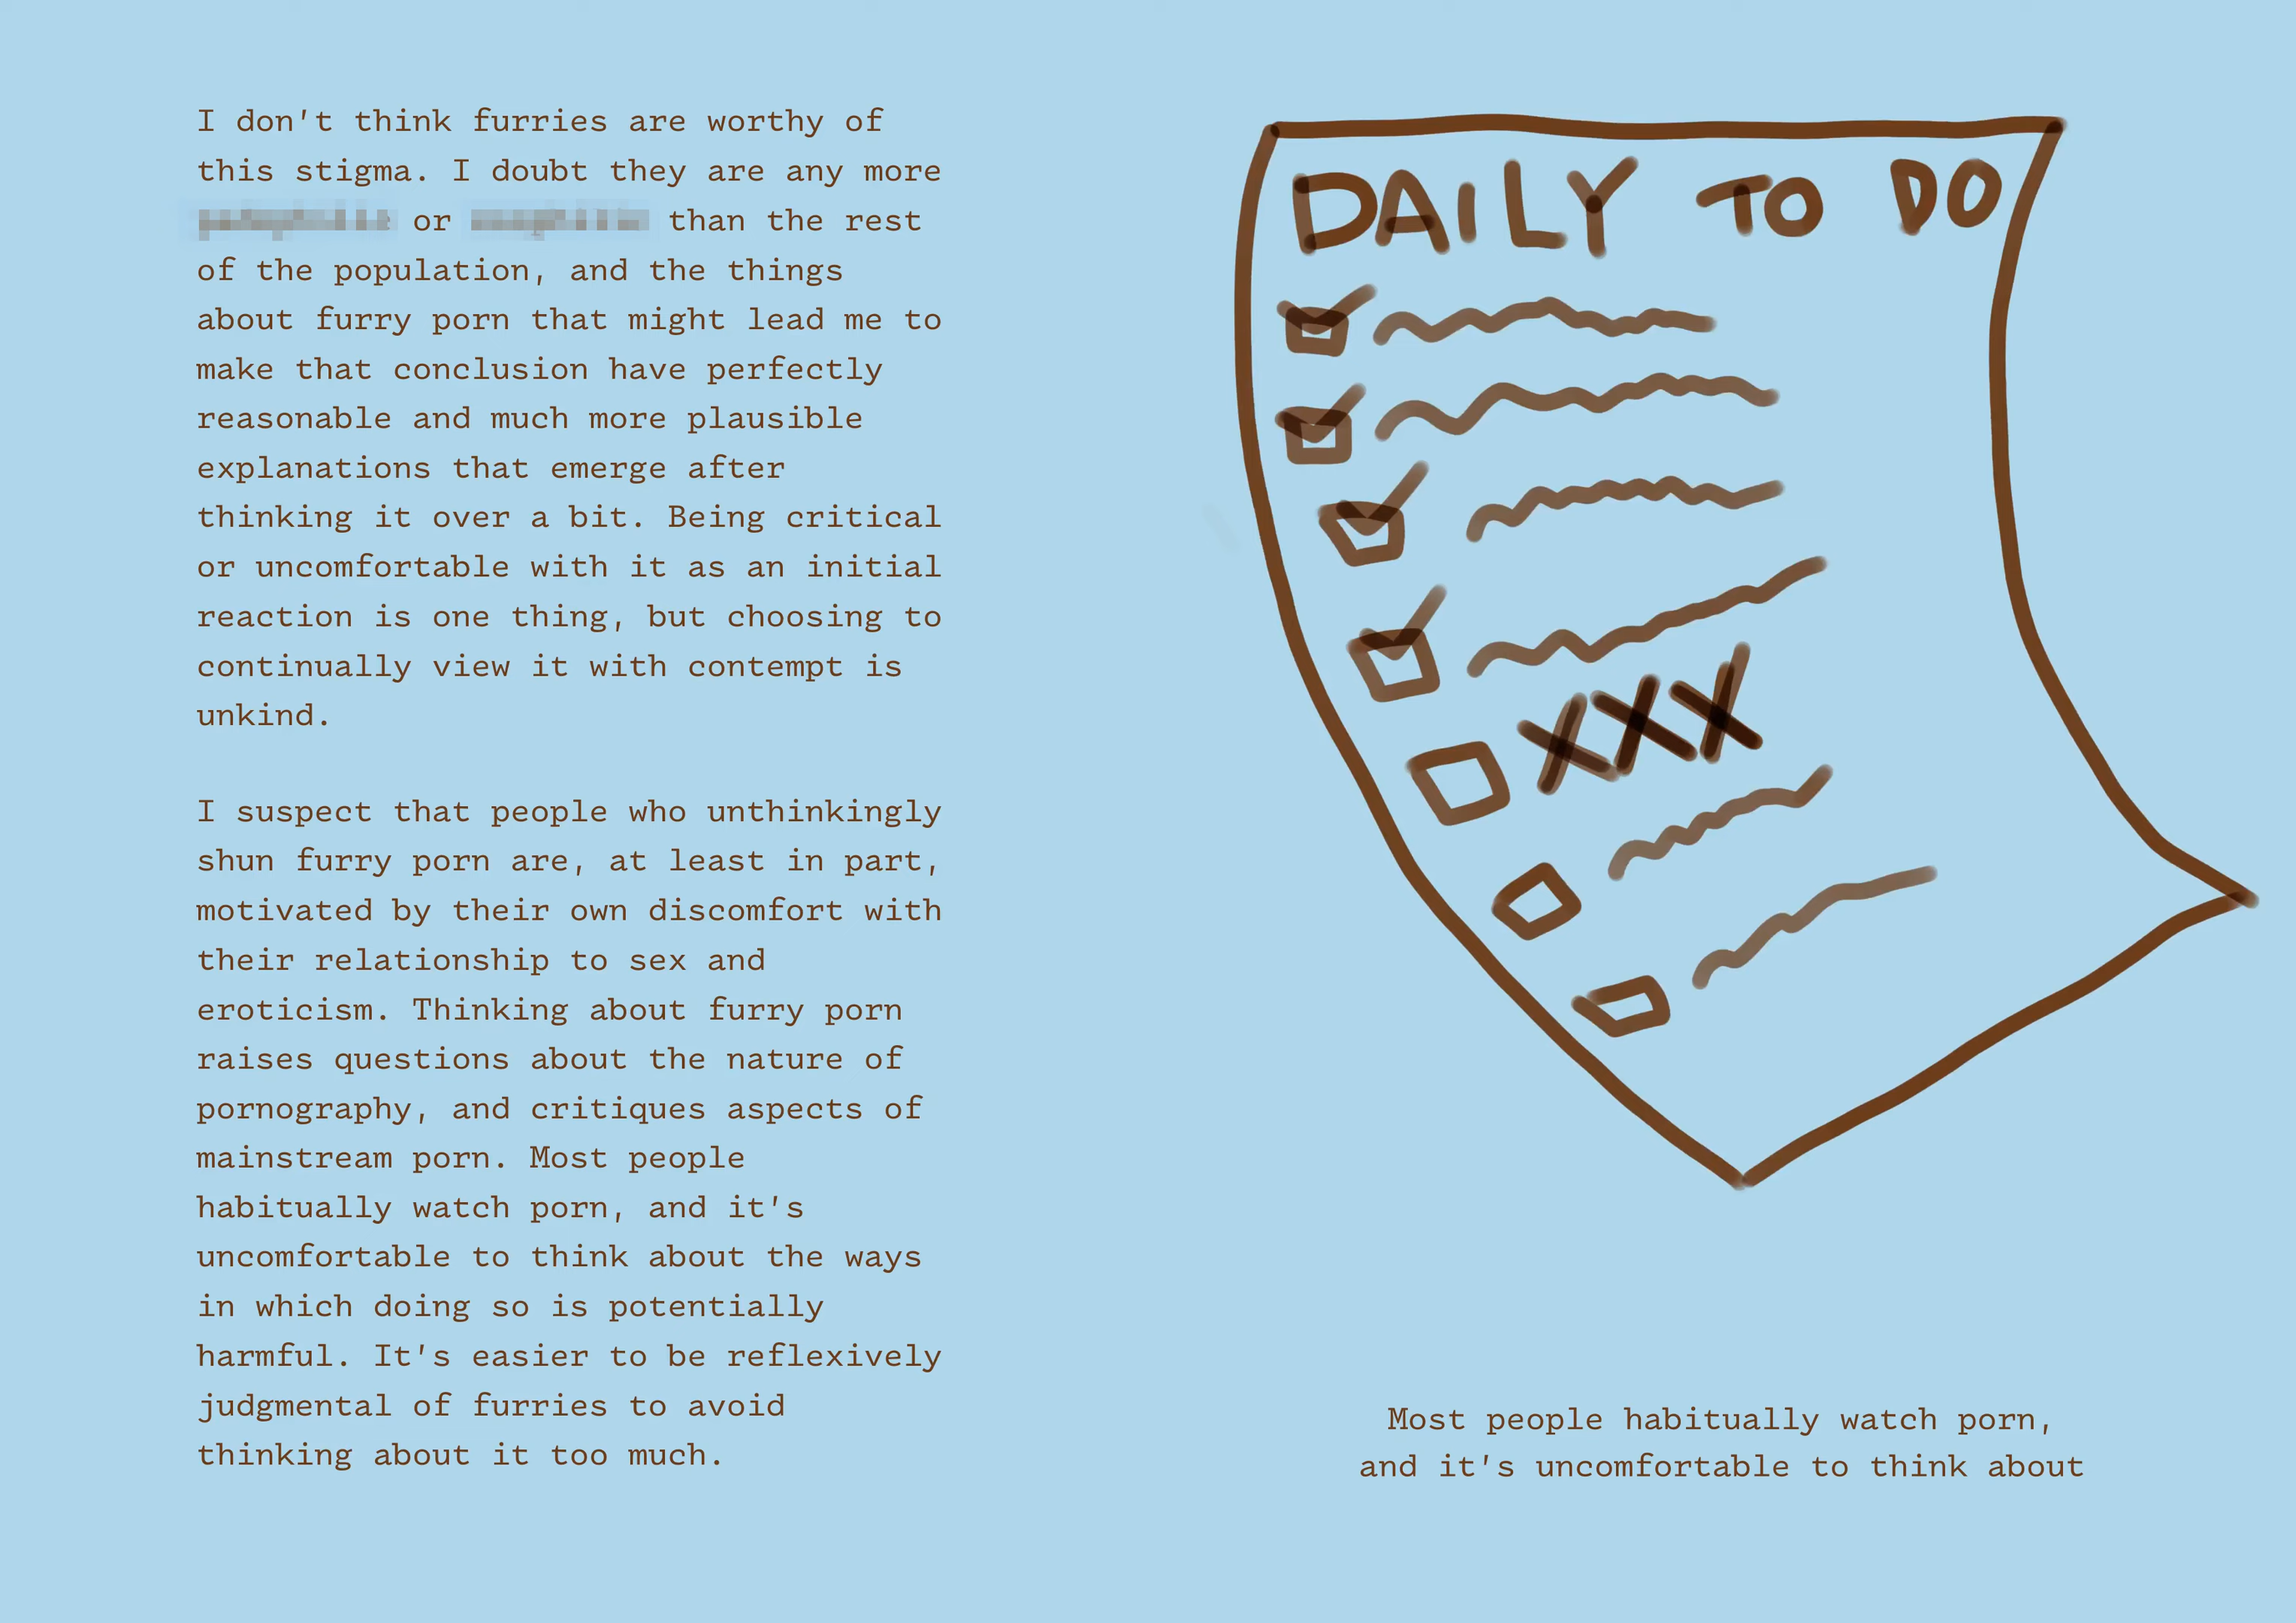 I don't think furries are worthy of
this stigma. I doubt they are any more
or than the rest
of the population, and the things
about furry porn that might lead me to
make that conclusion have perfectly
reasonable and much more plausible
explanations that emerge after
thinking it over a bit. Being critical
or uncomfortable with it as an initial
reaction is one thing, but choosing to
continually view it with contempt is
unkind.
I suspect that people who unthinkingly
shun furry porn are, at least in part,
motivated by their own discomfort with
their relationship to sex and
eroticism. Thinking about furry porn
raises questions about the nature of
pornography, and critiques aspects of
mainstream porn. Most people
habitually watch porn, and it's
uncomfortable to think about the ways
in which doing so is potentially
harmful. It's easier to be reflexively
judgmental of furries to avoid
thinking about it too much.
DAILY TO DO
XXX
Most people habitually watch porn,
and it's uncomfortable to think about